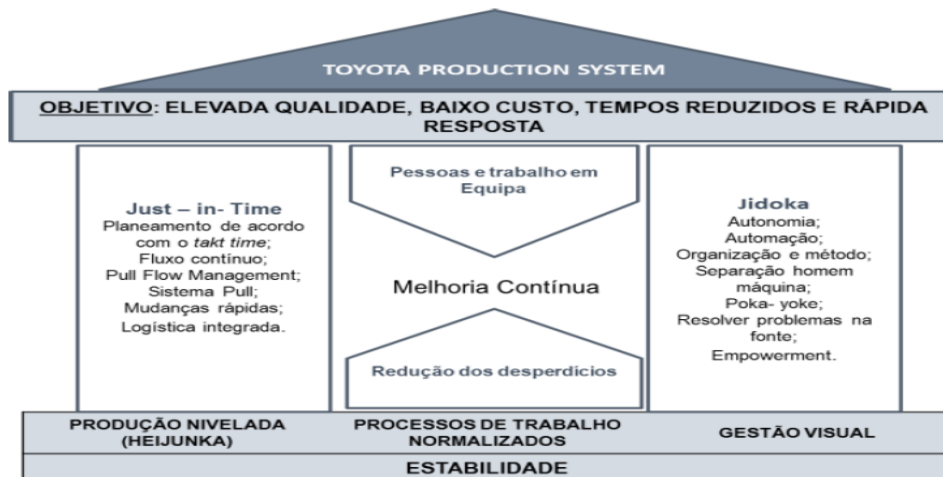 TOYOTA PRODUCTION SYSTEM
OBJETIVO: ELEVADA QUALIDADE, BAIXO CUSTO, TEMPOS REDUZIDOS E RÁPIDA
RESPOSTA
Just – in- Time
Planeamento de acordo
com o takt time;
Fluxo contínuo;
Pull Flow Management;
Sistema Pull;
Mudanças rápidas;
Logística integrada.
Pessoas e trabalho em
Equipa
Melhoria Contínua
Redução dos desperdícios
Jidoka
Autonomia;
Automação;
Organização e método;
Separação homem
máquina;
Poka- yoke;
Resolver problemas na
fonte;
Empowerment.
PRODUÇÃO NIVELADA
(HEIJUNKA)
PROCESSOS DE TRABALHO
NORMALIZADOS
GESTÃO VISUAL
ESTABILIDADE